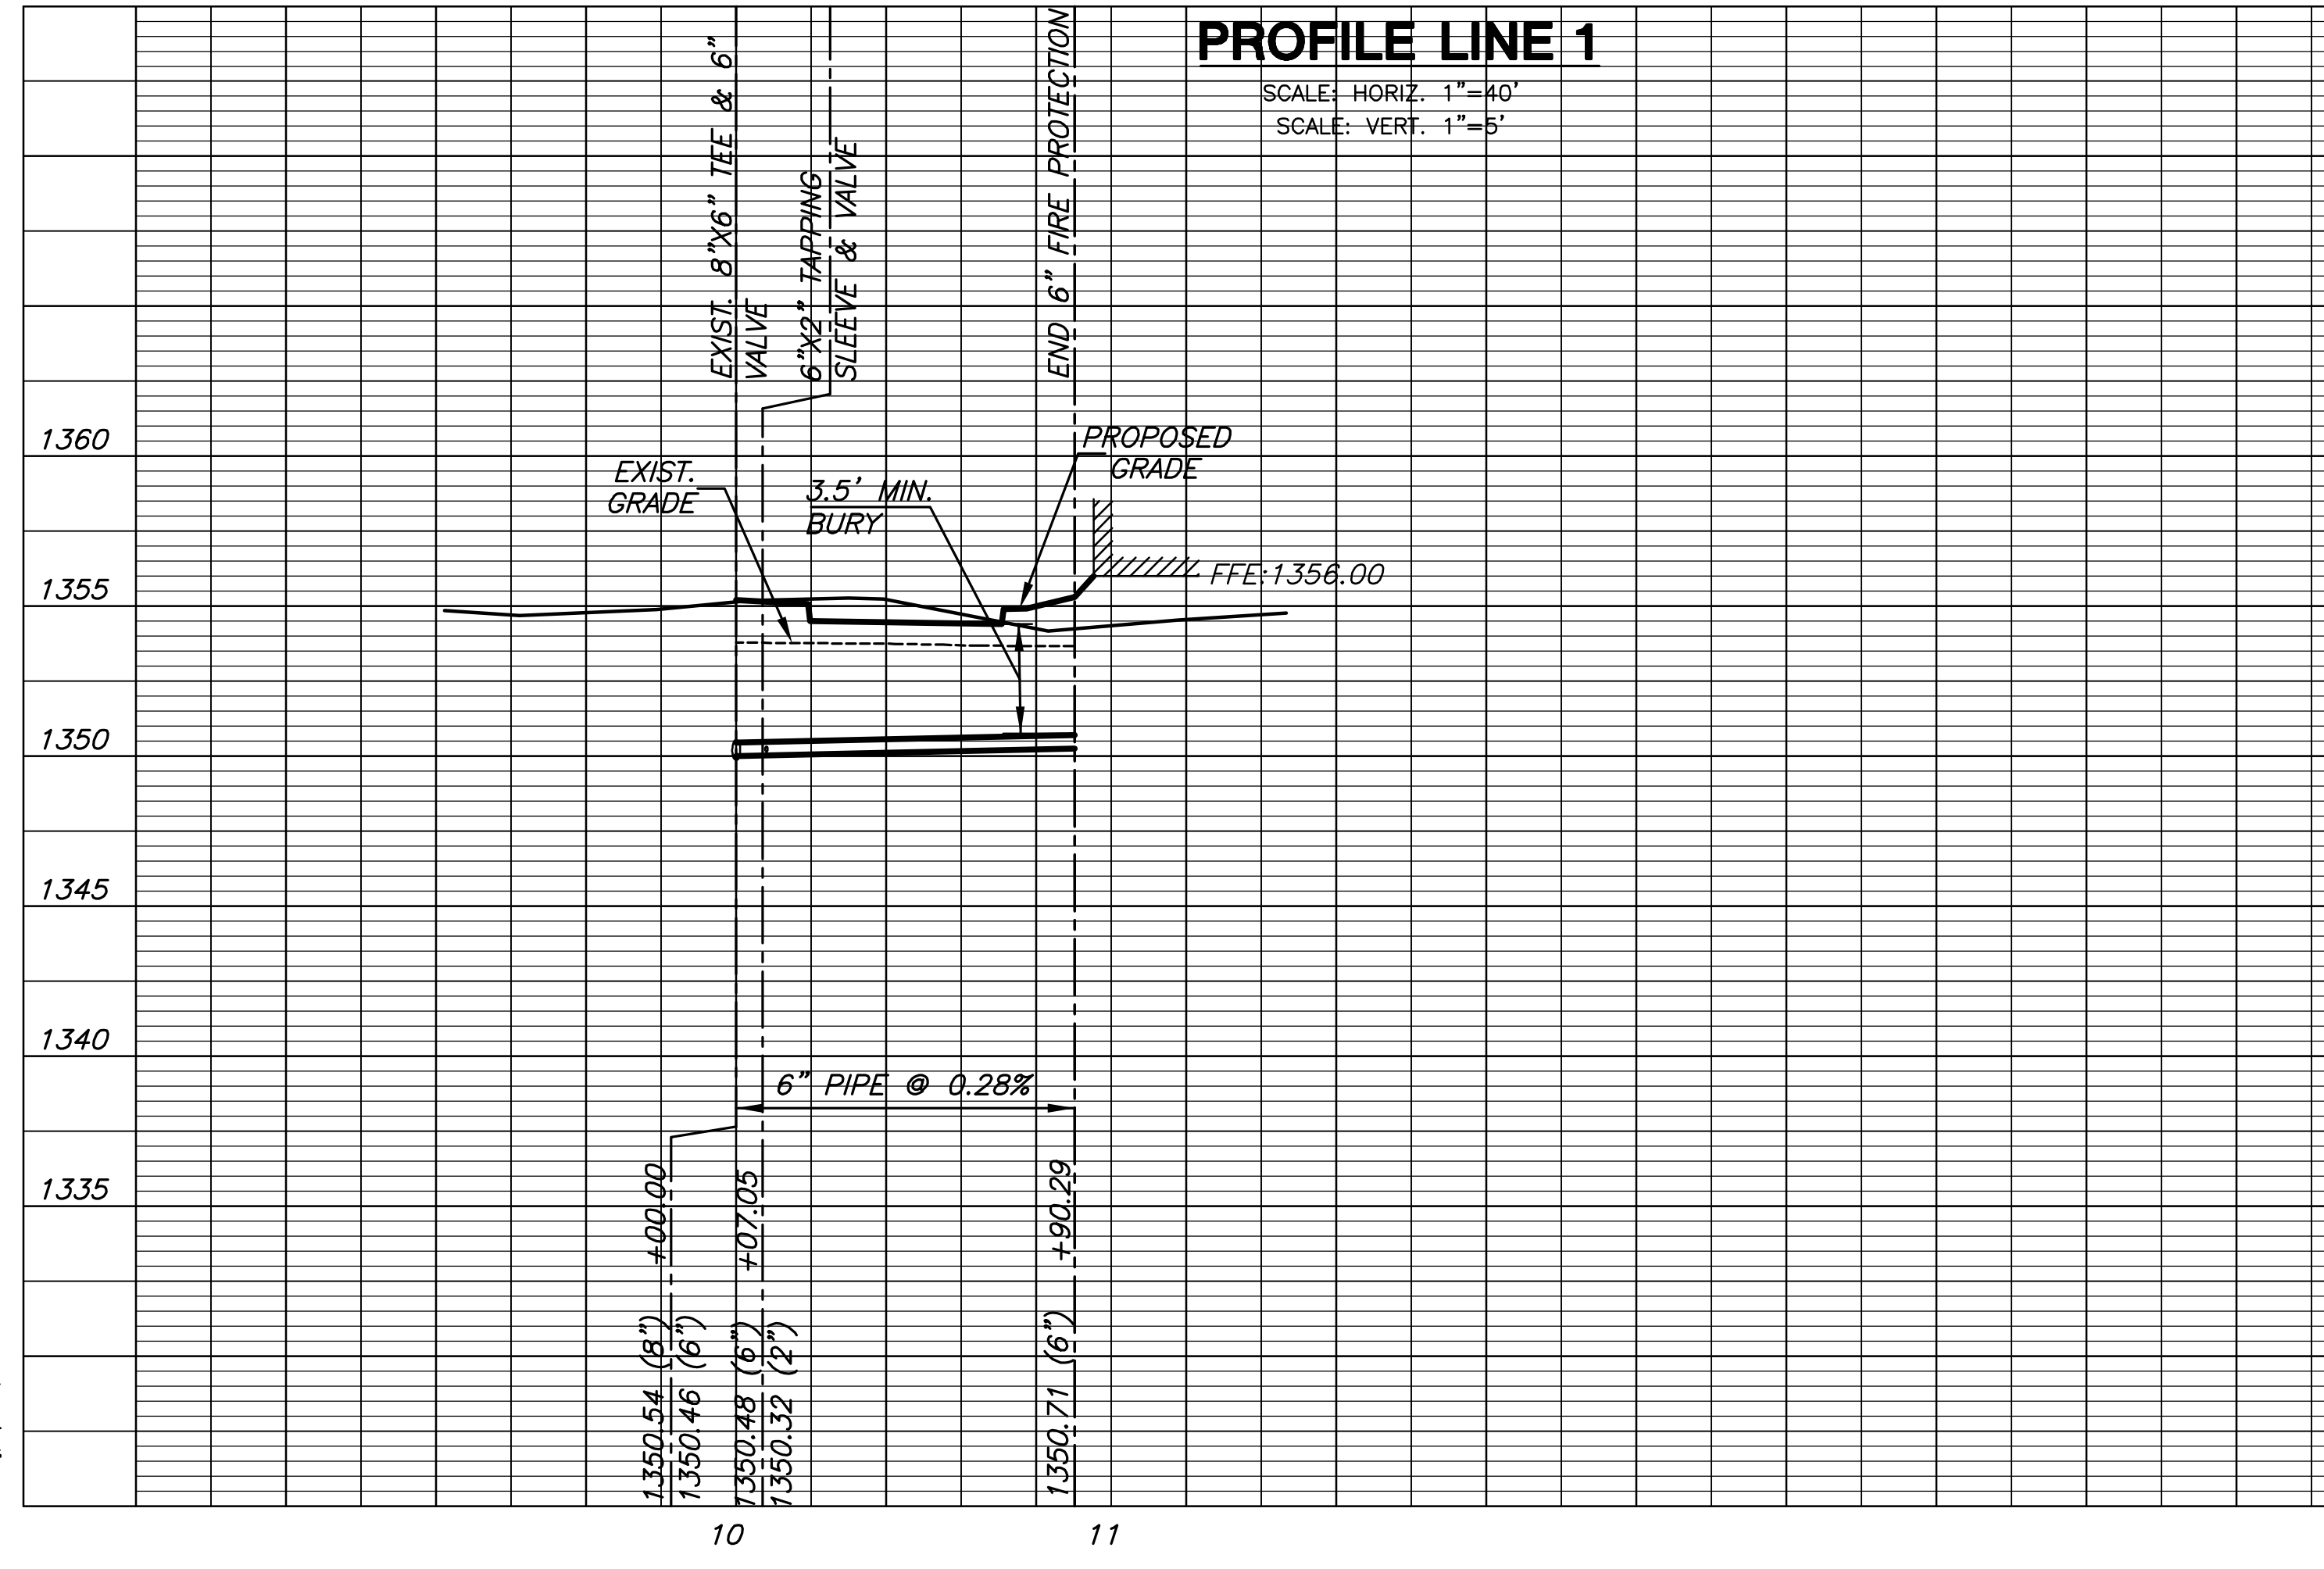 PROFILE LINE 1
SCALE: HORIZ. 1"=40'
SCALE: VERT. 1"=5'
EXIST. 8"X6" TEE & 6"
VALVE
6"X2" TAPPING
SLEEVE & VALVE
END 6" FIRE PROTECTION
1360
1355
1350
1345
1340
1335
EXIST.
GRADE
3.5' MIN.
BURY
PROPOSED
GRADE
FFE:1356.00
6" PIPE @ 0.28%
+00.00
1350.54 (8")
1350.46 (6")
+07.05
1350.48 (6")
1350.32 (2")
+90.29
1350.71 (6")
10
11